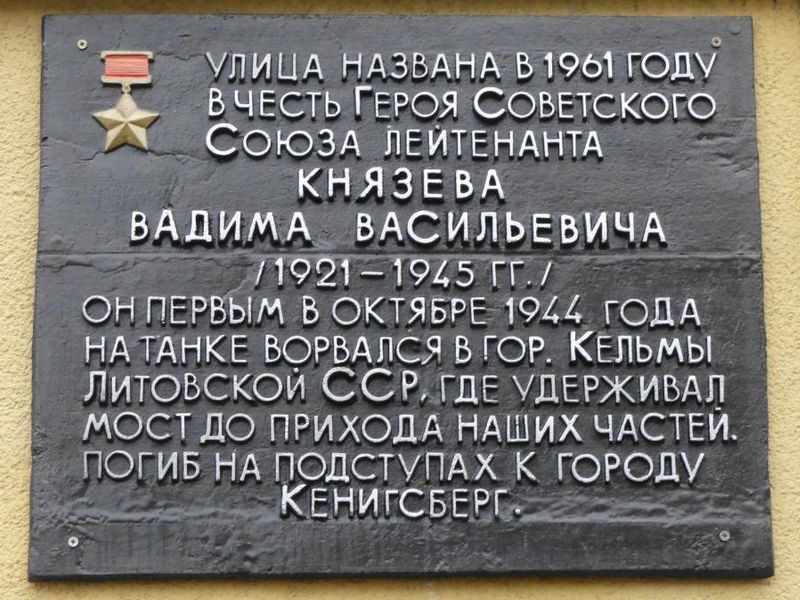 УЛИЦА НАЗВАНА В 1961 ГОДУ
В ЧЕСТЬ ГЕРОЯ СОВЕТСКОГО
СОЮЗА ЛЕЙТЕНАНТА
КНЯЗЕВА
ВАДИМА ВАСИЛЬЕВИЧА
/1921-1945 ГГ./
ОН ПЕРВЫМ В ОКТЯБРЕ 1944 ГОДА
НА ТАНКЕ ВОРВАЛСЯ В ГОР. КЕЛЬМЫ
ЛИТОВСКОЙ ССР, ГДЕ УДЕРЖИВАЛ
МОСТ ДО ПРИХОДА НАШИХ ЧАСТЕЙ.
ПОГИБ НА ПОДСТУПАХ К ГОРОДУ
КЕНИГСБЕРГ.